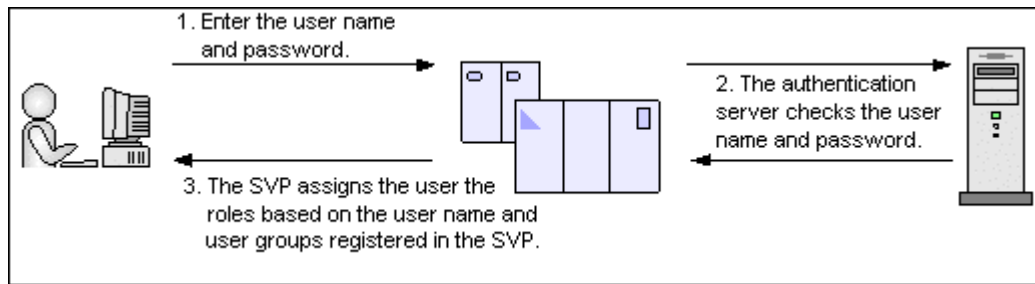 1. Enter the user name
and password.
2. The authentication
server checks the user
name and password.
3. The SVP assigns the user the
roles based on the user name and
user groups registered in the SVP.